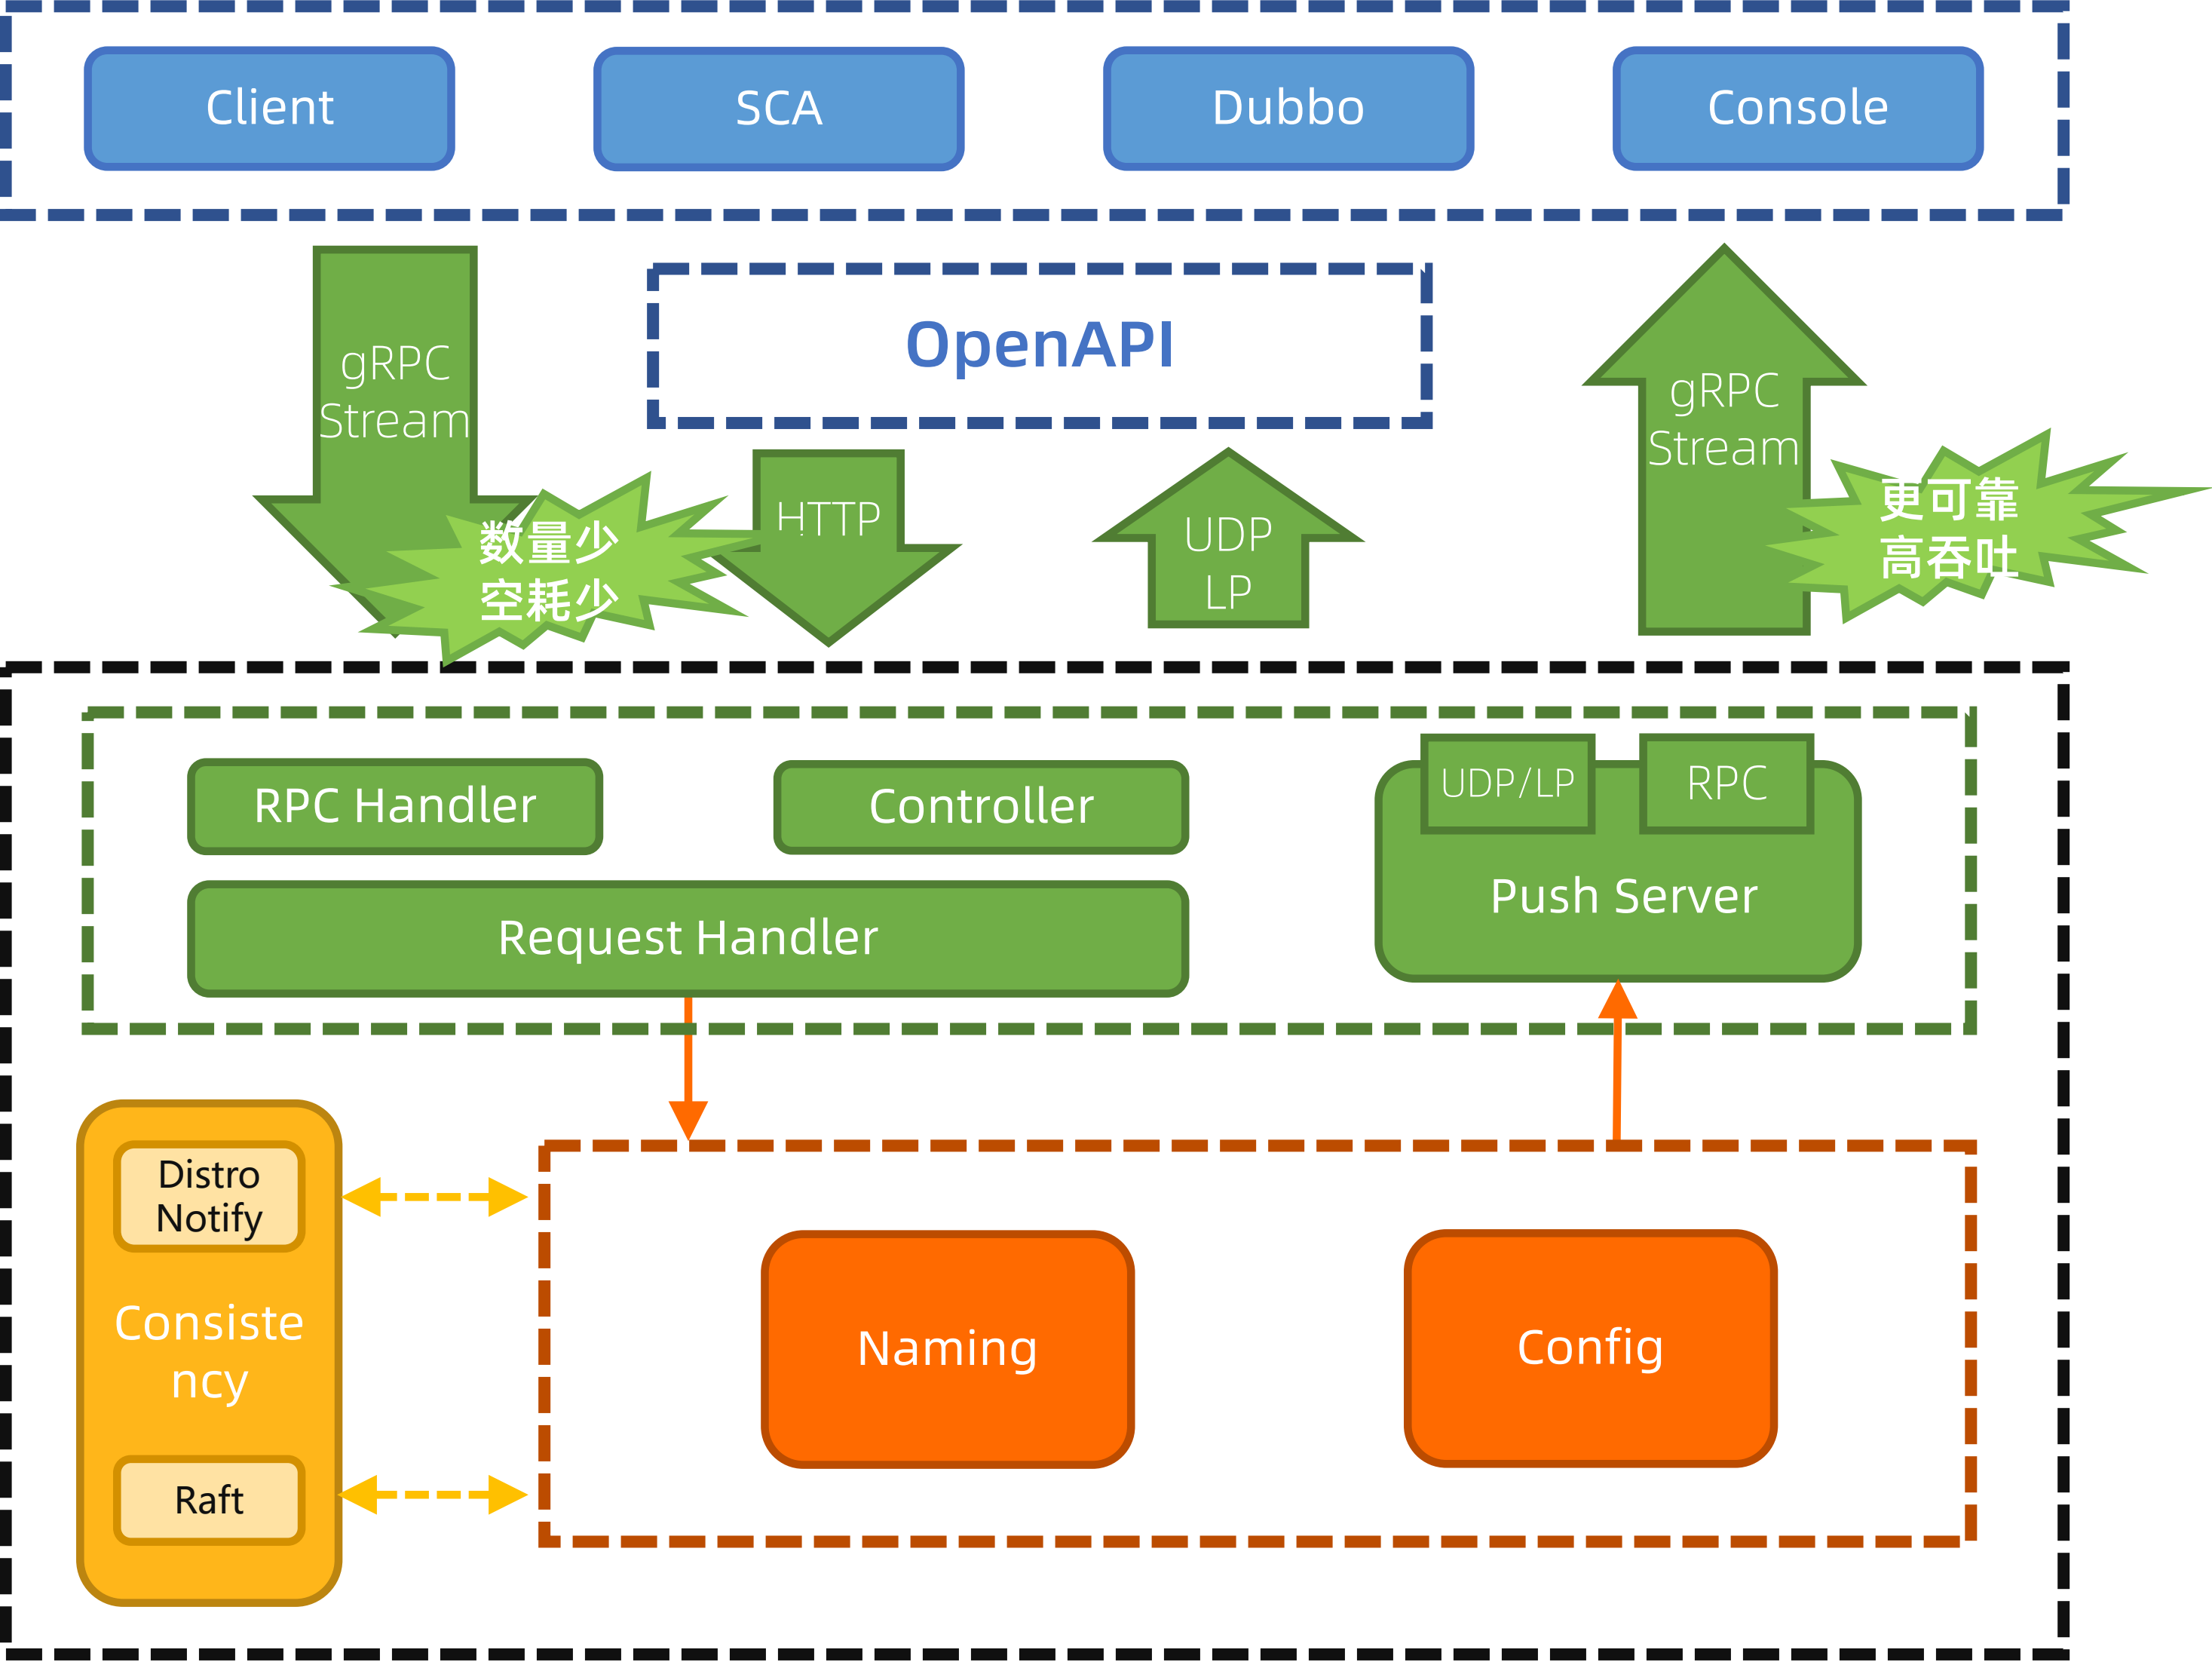 Client
SCA
Dubbo
Console
OpenAPI
gRPC
Stream
HTTP
UDP
LP
gRPC
Stream
数量少
空耗少
更可靠
高吞吐
RPC Handler
Controller
UDP/LP
RPC
Request Handler
Push Server
Distro
Notify
Consiste
ncy
Raft
Naming
Config